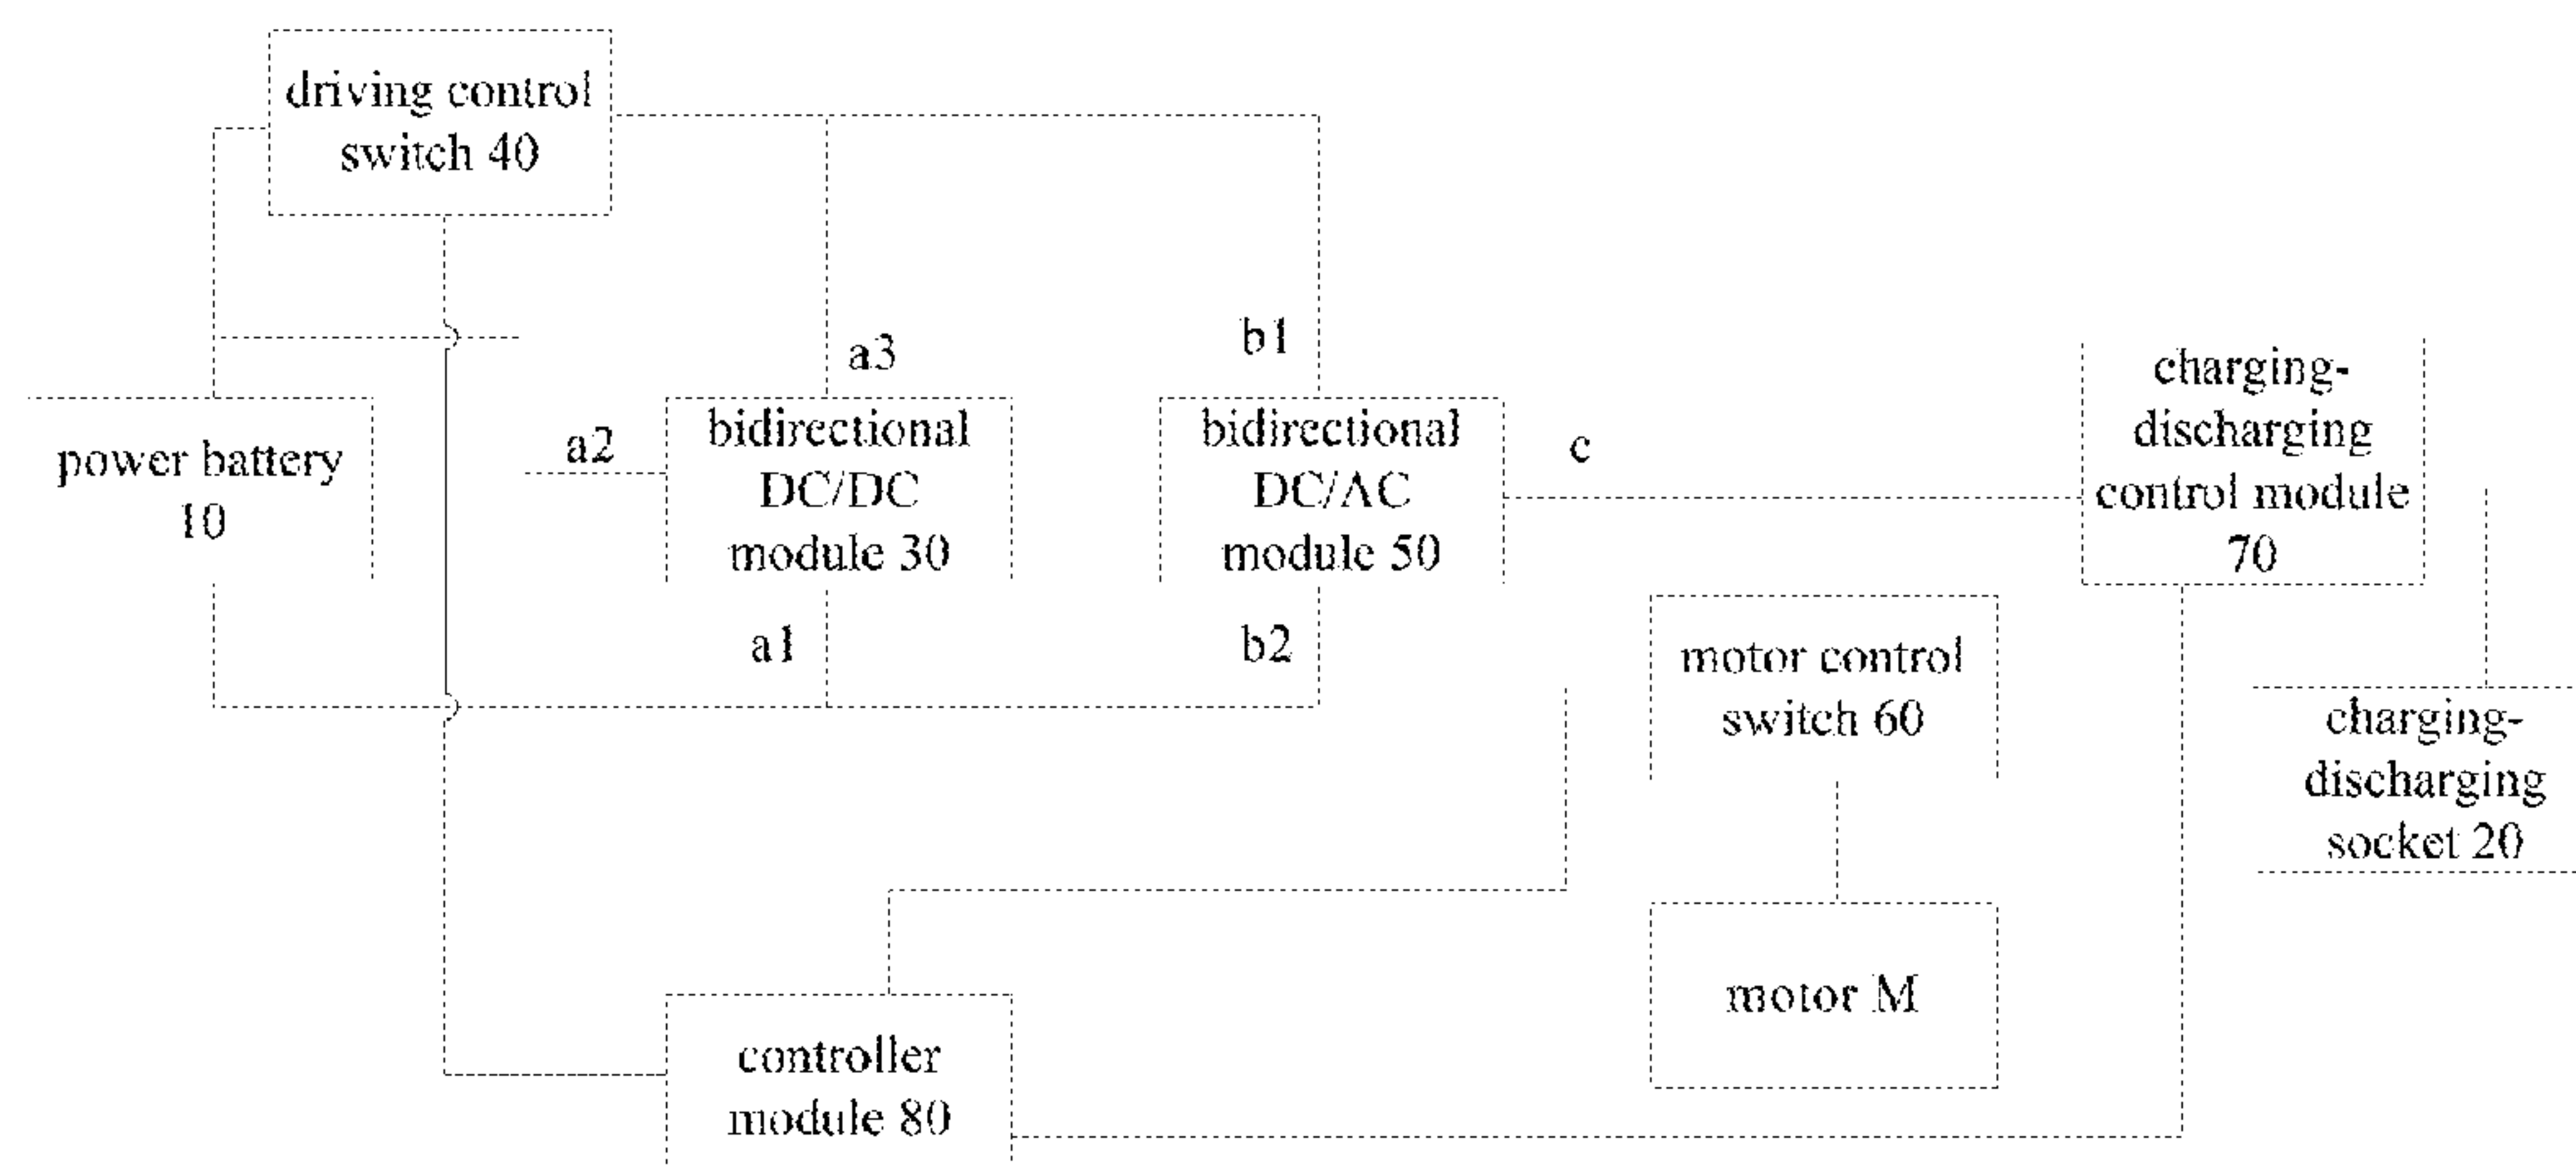 driving control
switch 40
a3
b1
power battery
10
a2
bidirectional
DC/DC
module 30
bidirectional
DC/AC
module 50
c
charging-
discharging
control module
70
a1
b2
motor control
switch 60
charging-
discharging
socket 20
motor M
controller
module 80